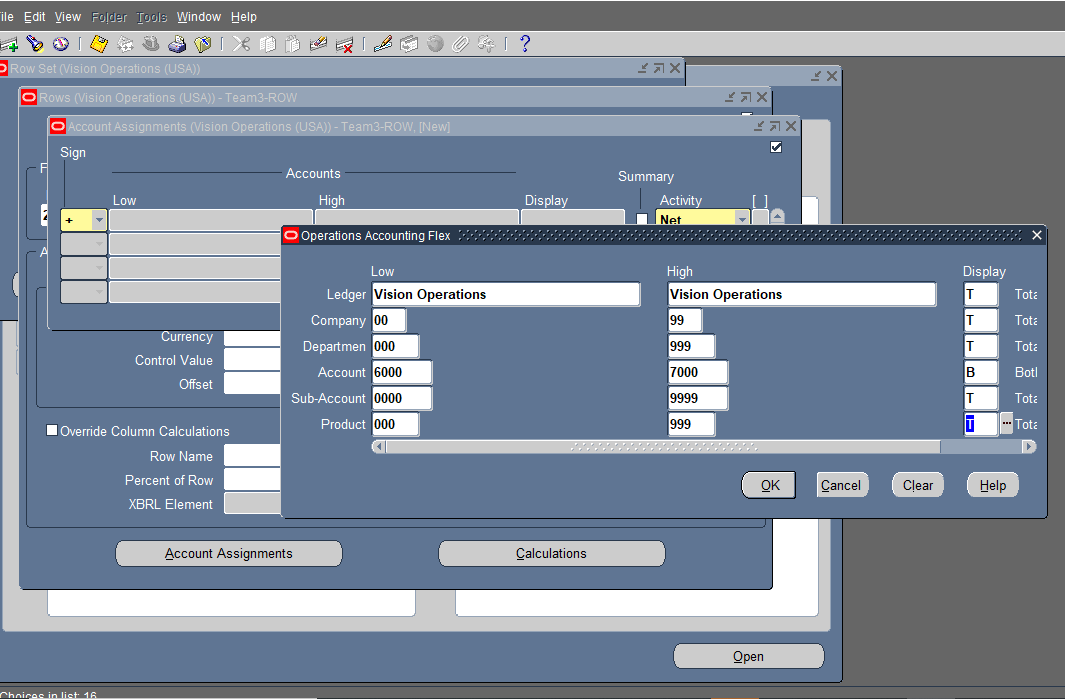 ile Edit View Folder Tools Window Help
Row Set (Vision Operations (USA))
Rows (Vision Operations (USA)) - Team3-ROW
Account Assignments (Vision Operations (USA)) - Team3-ROW, [New]
Sign
Accounts
Summary
Low High Display Activity [ ]
+ Net
Operations Accounting Flex
Low High Display
Ledger Vision Operations Vision Operations T Tota
Company 00 99 T Tota
Departmen 000 999 T Tota
Account 6000 7000 B Botl
Sub-Account 0000 9999 T Tota
Product 000 999 T Tota
OK Cancel Clear Help
Currency
Control Value
Offset
Override Column Calculations
Row Name
Percent of Row
XBRL Element
Account Assignments Calculations
Open
Choices in list: 16